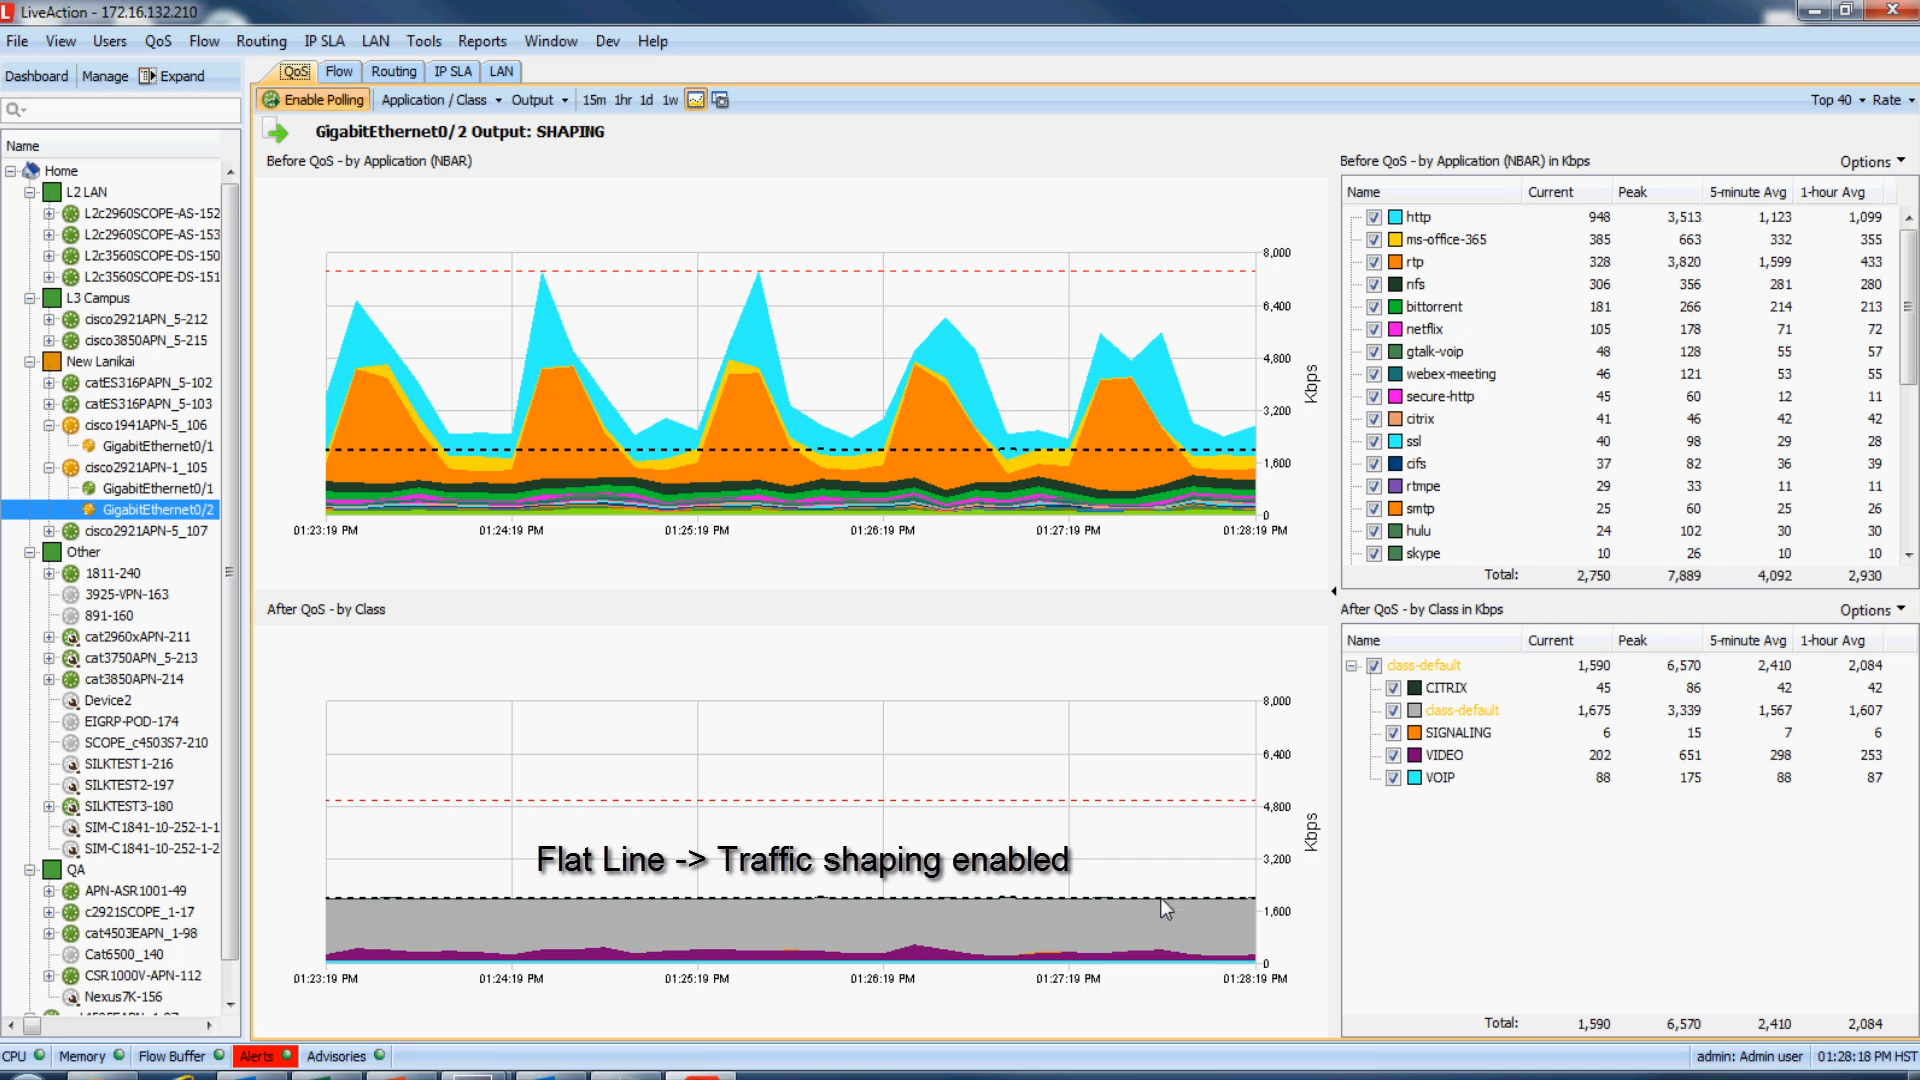 LiveAction - 172.16.132.210
File View Users QoS Flow Routing IP SLA LAN Tools Reports Window Dev Help
Dashboard Manage Expand
QoS Flow Routing IP SLA LAN
Enable Polling Application / Class Output 15m 1hr 1d 1w Top 40 Rate
GigabitEthernet0/2 Output: SHAPING
Name
Home
L2 LAN
L2c2960SCOPE-AS-152
L2c2960SCOPE-AS-153
L2c3560SCOPE-DS-150
L2c3560SCOPE-DS-151
L3 Campus
cisco2921APN_5-212
cisco3850APN_5-215
New Lanikai
catES316PAPN_5-102
catES316PAPN_5-103
cisco1941APN-5_106
GigabitEthernet0/1
cisco2921APN-1_105
GigabitEthernet0/1
GigabitEthernet0/2
cisco2921APN-5_107
Other
1811-240
3925-VPN-163
891-160
cat2960xAPN-211
cat3750APN_5-213
cat3850APN-214
Device2
EIGRP-POD-174
SCOPE_c4503S7-210
SILKTEST1-216
SILKTEST2-197
SILKTEST3-180
SIM-C1841-10-252-1-1
SIM-C1841-10-252-1-2
QA
APN-ASR1001-49
c2921SCOPE_1-17
cat4503EAPN_1-98
Cat6500_140
CSR1000V-APN-112
Nexus7K-156
Before QoS - by Application (NBAR)
8,000
6,400
4,800
3,200
1,600
0
Kbps
01:23:19 PM 01:24:19 PM 01:25:19 PM 01:26:19 PM 01:27:19 PM 01:28:19 PM
Before QoS - by Application (NBAR) in Kbps Options
Name Current Peak 5-minute Avg 1-hour Avg
http 948 3,513 1,123 1,099
ms-office-365 385 663 332 355
rtp 328 3,820 1,599 433
nfs 306 356 281 280
bittorrent 181 266 214 213
netflix 105 178 71 72
gtalk-voip 48 128 55 57
webex-meeting 46 121 53 55
secure-http 45 60 12 11
citrix 41 46 42 42
ssl 40 98 29 28
cifs 37 82 36 39
rtmpe 29 33 11 11
smtp 25 60 25 26
hulu 24 102 30 30
skype 10 26 10 10
Total: 2,750 7,889 4,092 2,930
After QoS - by Class
8,000
6,400
4,800
3,200
1,600
0
Kbps
Flat Line -> Traffic shaping enabled
01:23:19 PM 01:24:19 PM 01:25:19 PM 01:26:19 PM 01:27:19 PM 01:28:19 PM
After QoS - by Class in Kbps Options
Name Current Peak 5-minute Avg 1-hour Avg
class-default 1,590 6,570 2,410 2,084
CITRIX 45 86 42 42
class-default 1,675 3,339 1,567 1,607
SIGNALING 6 15 7 6
VIDEO 202 651 298 253
VOIP 88 175 88 87
Total: 1,590 6,570 2,410 2,084
CPU Memory Flow Buffer Alerts Advisories admin: Admin user 01:28:18 PM HST